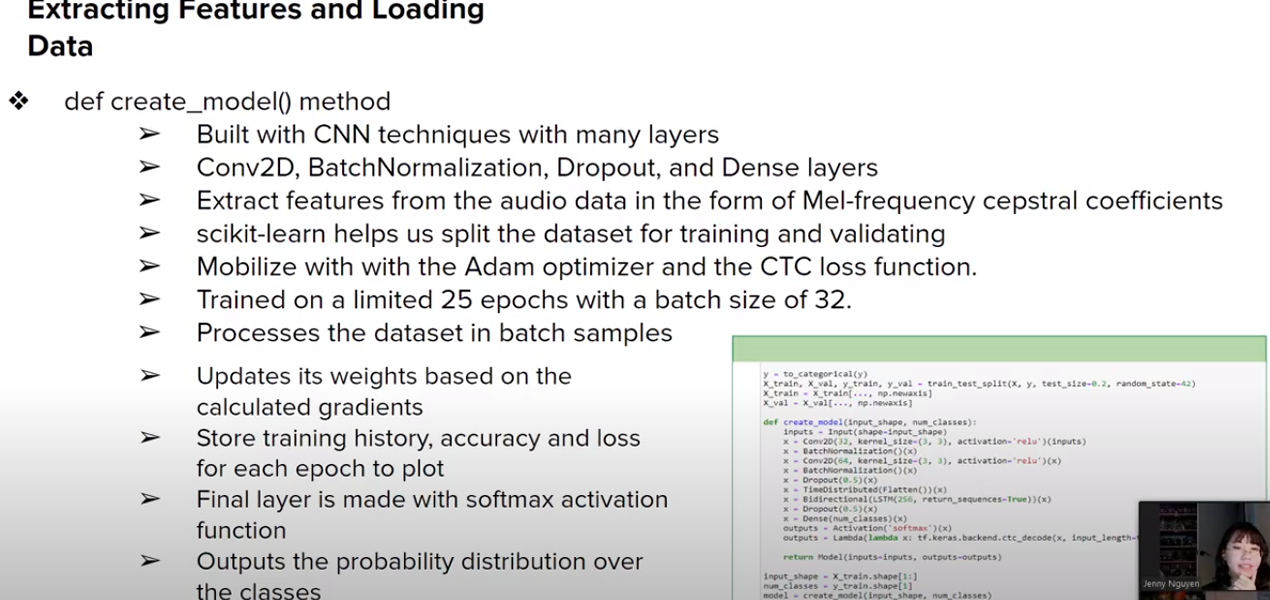 Extracting Features and Loading
Data
❖ def create_model() method
➢ Built with CNN techniques with many layers
➢ Conv2D, BatchNormalization, Dropout, and Dense layers
➢ Extract features from the audio data in the form of Mel-frequency cepstral coefficients
➢ scikit-learn helps us split the dataset for training and validating
➢ Mobilize with with the Adam optimizer and the CTC loss function.
➢ Trained on a limited 25 epochs with a batch size of 32.
➢ Processes the dataset in batch samples
➢ Updates its weights based on the
calculated gradients
➢ Store training history, accuracy and loss
for each epoch to plot
➢ Final layer is made with softmax activation
function
➢ Outputs the probability distribution over
the classes
y = to_categorical(y)
X_train, X_val, y_train, y_val = train_test_split(X, y, test_size=0.2, random_state=42)
X_train = X_train[..., np.newaxis]
X_val = X_val[..., np.newaxis]
def create_model(input_shape, num_classes):
inputs = Input(shape=input_shape)
x = Conv2D(32, kernel_size=(3, 3), activation='relu')(inputs)
x = BatchNormalization()(x)
x = Conv2D(64, kernel_size=(3, 3), activation='relu')(x)
x = BatchNormalization()(x)
x = Dropout(0.5)(x)
x = TimeDistributed(Flatten())(x)
x = Bidirectional(LSTM(256, return_sequences=True))(x)
x = Dropout(0.5)(x)
x = Dense(num_classes)(x)
outputs = Activation('softmax')(x)
outputs = Lambda(lambda x: tf.keras.backend.ctc_decode(x, input_length=
return Model(inputs=inputs, outputs=outputs)
input_shape = X_train.shape[1:]
num_classes = y_train.shape[1]
model = create_model(input_shape, num_classes)
Jenny Nguyen